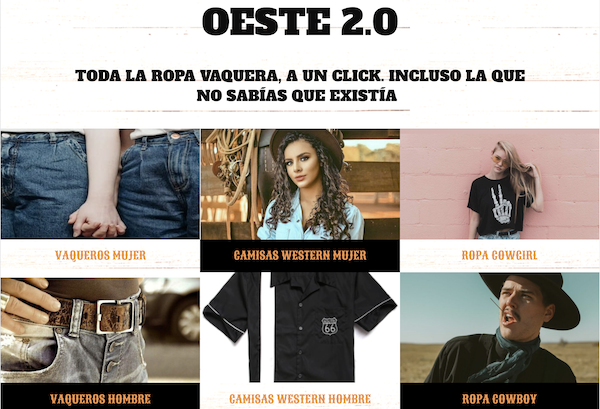 OESTE 2.0
TODA LA ROPA VAQUERA, A UN CLICK. INCLUSO LA QUE
NO SABÍAS QUE EXISTÍA
VAQUEROS MUJER
CAMISAS WESTERN MUJER
ROPA COWGIRL
66
VAQUEROS HOMBRE
CAMISAS WESTERN HOMBRE
ROPA COWBOY